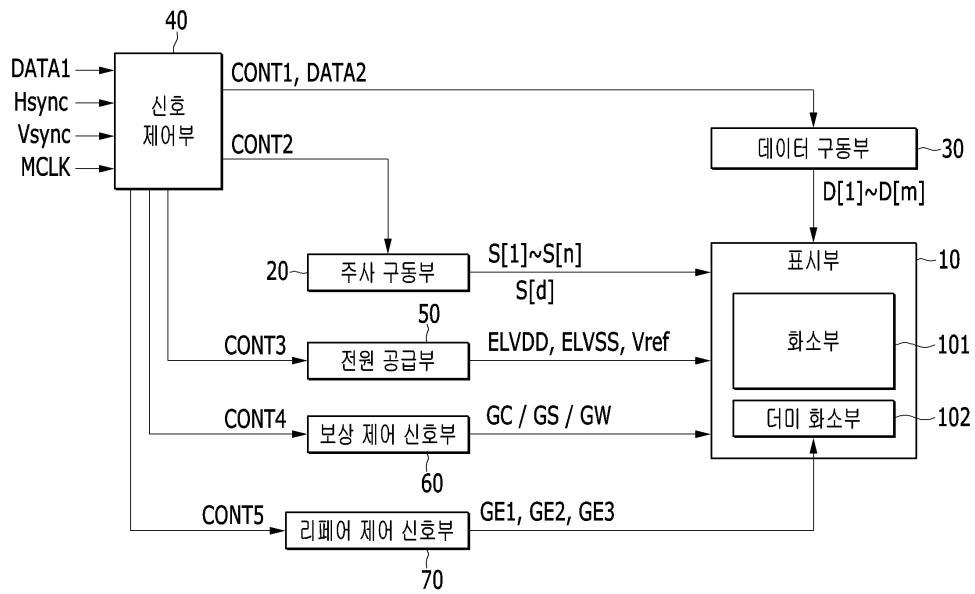 40
DATA1
Hsync
Vsync
MCLK
신호
제어부
CONT1, DATA2
CONT2
데이터 구동부
30
D[1]~D[m]
20
주사 구동부
S[1]~S[n]
S[d]
표시부
10
50
CONT3
전원 공급부
ELVDD, ELVSS, Vref
화소부
101
CONT4
보상 제어 신호부
GC / GS / GW
더미 화소부
102
60
CONT5
리페어 제어 신호부
GE1, GE2, GE3
70